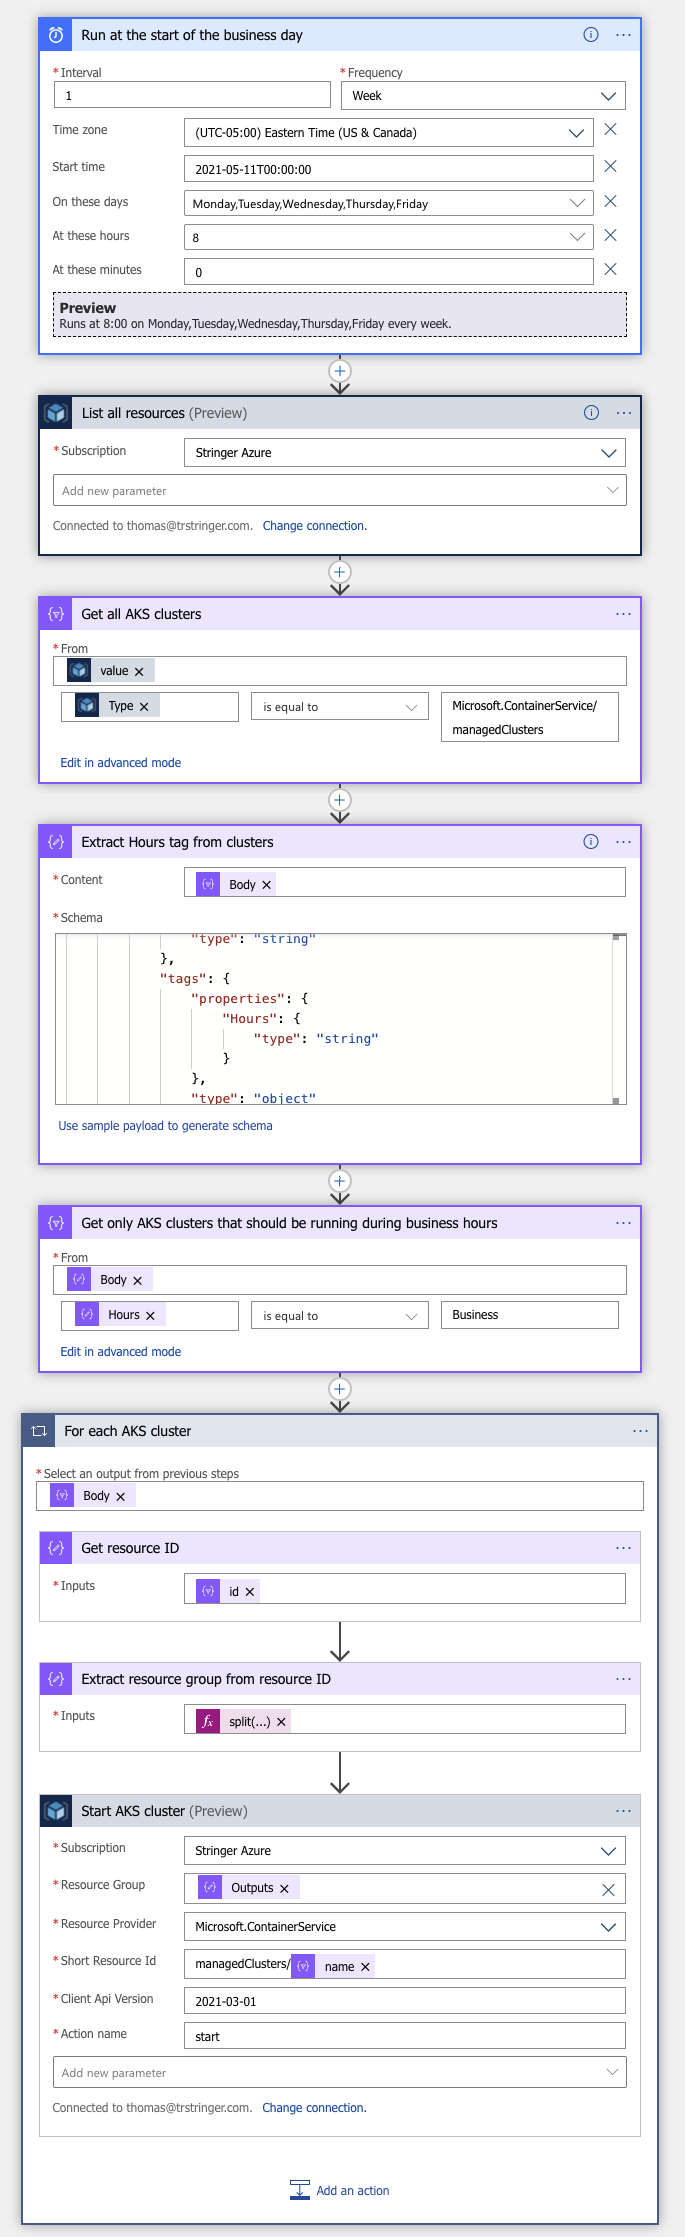 Run at the start of the business day
* Interval
* Frequency
1
Week
Time zone
(UTC-05:00) Eastern Time (US & Canada)
Start time
2021-05-11T00:00:00
On these days
Monday,Tuesday,Wednesday,Thursday,Friday
At these hours
8
At these minutes
0
Preview
Runs at 8:00 on Monday,Tuesday,Wednesday,Thursday,Friday every week.
List all resources (Preview)
* Subscription
Stringer Azure
Add new parameter
Connected to thomas@trstringer.com. Change connection.
Get all AKS clusters
* From
value
Type
is equal to
Microsoft.ContainerService/
managedClusters
Edit in advanced mode
Extract Hours tag from clusters
* Content
Body
* Schema
"type": "string"
},
"tags": {
"properties": {
"Hours": {
"type": "string"
}
},
"type": "object"
Use sample payload to generate schema
Get only AKS clusters that should be running during business hours
* From
Body
Hours
is equal to
Business
Edit in advanced mode
For each AKS cluster
* Select an output from previous steps
Body
Get resource ID
* Inputs
id
Extract resource group from resource ID
* Inputs
fx split(...)
Start AKS cluster (Preview)
* Subscription
Stringer Azure
* Resource Group
Outputs
* Resource Provider
Microsoft.ContainerService
* Short Resource Id
managedClusters/ name
* Client Api Version
2021-03-01
* Action name
start
Add new parameter
Connected to thomas@trstringer.com. Change connection.
Add an action